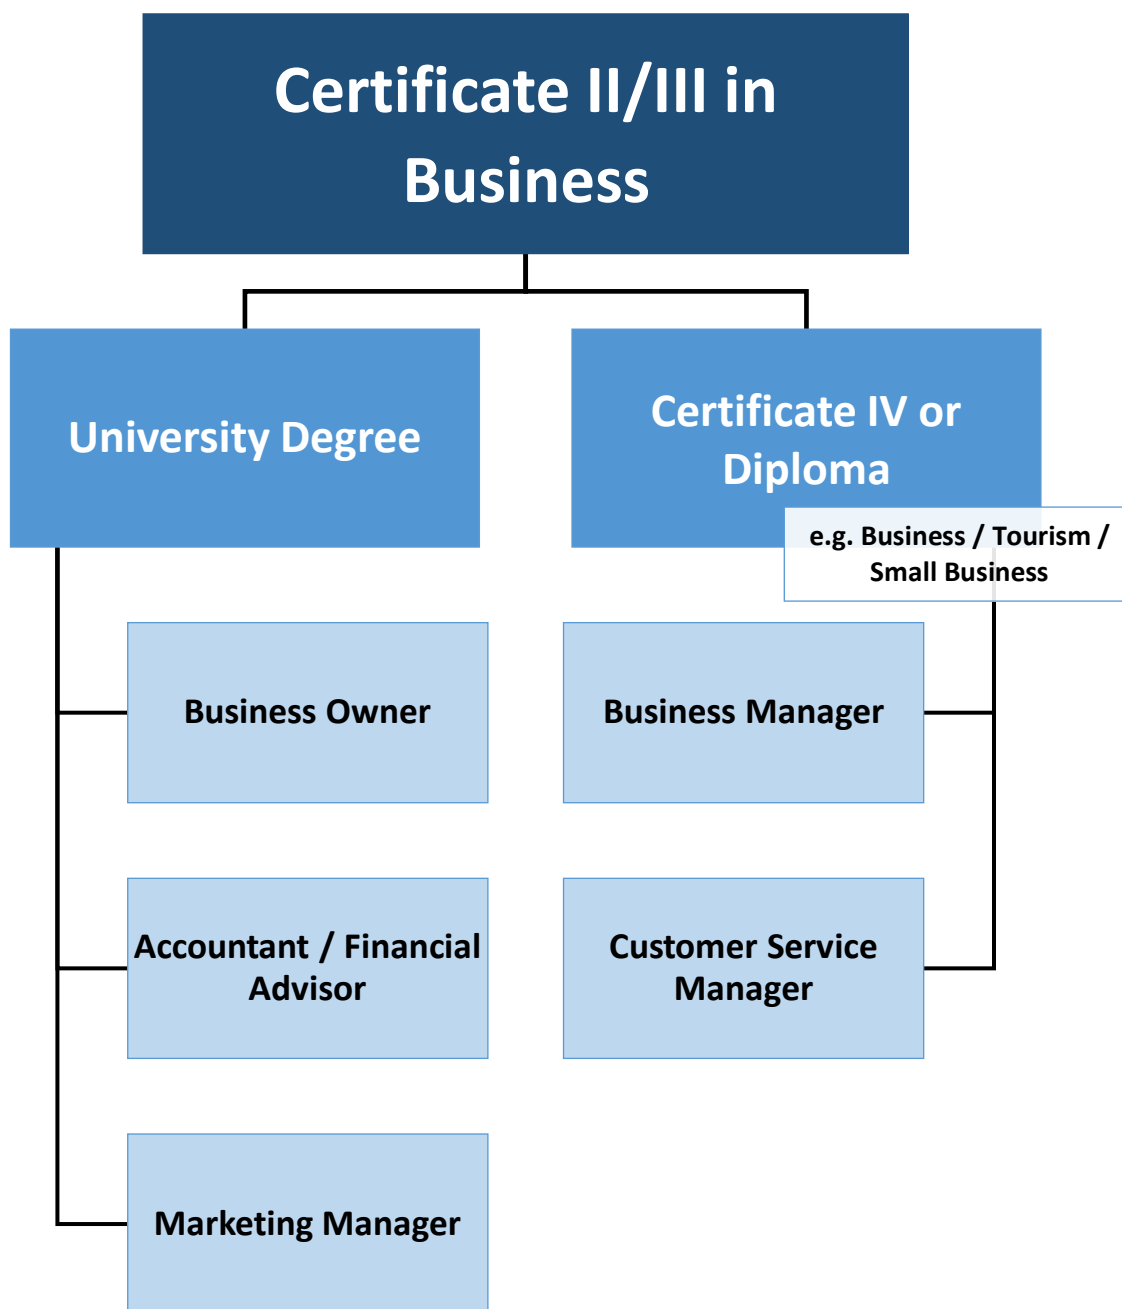 Certificate II/III in
Business
University Degree
Certificate IV or
Diploma
e.g. Business / Tourism /
Small Business
Business Owner
Business Manager
Accountant / Financial
Advisor
Customer Service
Manager
Marketing Manager